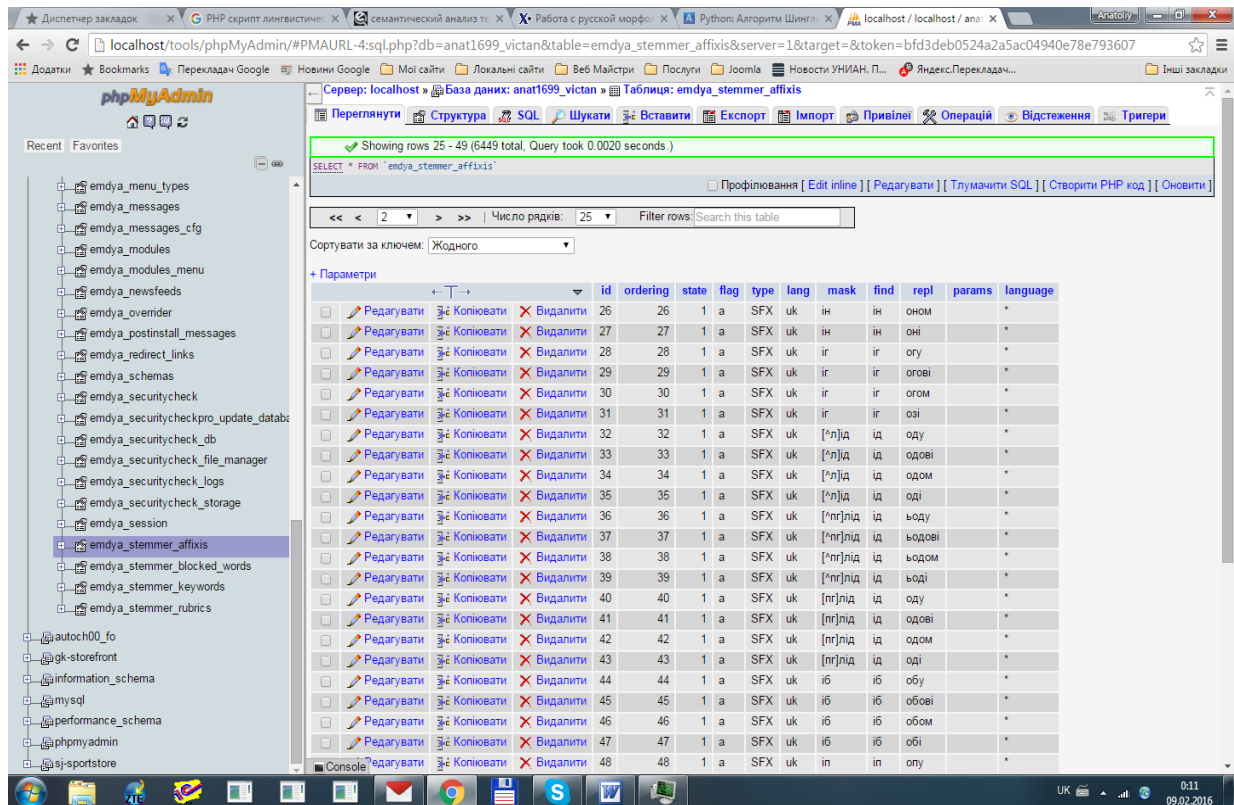 Диспетчер закладок
PHP скрипт лингвистичес
семантический анализ те
Работа с русской морфо.
Python: Алгоритм Шингл
localhost / localhost / anat
Anatoliy
localhost/tools/phpMyAdmin/#PMAURL-4:sql.php?db=anat1699_victan&table=emdya_stemmer_affixis&server=1&target=&token=bfd3deb0524a2a5ac04940e78e793607
Додатки Bookmarks Перекладач Google Новини Google Мої сайти Локальні сайти Веб Майстри Послуги Joomla Новости УНИАН. П... Яндекс.Перекладач... Інші закладки
phpMyAdmin
Recent Favorites
emdya_menu_types
emdya_messages
emdya_messages_cfg
emdya_modules
emdya_modules_menu
emdya_newsfeeds
emdya_overrider
emdya_postinstall_messages
emdya_redirect_links
emdya_schemas
emdya_securitycheck
emdya_securitycheckpro_update_databa
emdya_securitycheck_db
emdya_securitycheck_file_manager
emdya_securitycheck_logs
emdya_securitycheck_storage
emdya_session
emdya_stemmer_affixis
emdya_stemmer_blocked_words
emdya_stemmer_keywords
emdya_stemmer_rubrics
autoch00_fo
gk-storefront
information_schema
mysql
performance_schema
phpmyadmin
sj-sportstore
Сервер: localhost » База даних: anat1699_victan » Таблиця: emdya_stemmer_affixis
Переглянути Структура SQL Шукати Вставити Експорт Імпорт Привілеї Операцій Відстеження Тригери
Showing rows 25 - 49 (6449 total, Query took 0.0020 seconds.)
SELECT * FROM `emdya_stemmer_affixis`
Профілювання [ Edit inline ] [ Редагувати ] [ Тлумачити SQL ] [ Створити PHP код ] [ Оновити ]
<< < 2 > >> | Число рядків: 25 Filter rows: Search this table
Сортувати за ключем: Жодного
+ Параметри
←T→ id ordering state flag type lang mask find repl params language
Редагувати Копіювати Видалити 26 26 1 a SFX uk ін ін оном *
Редагувати Копіювати Видалити 27 27 1 a SFX uk ін ін оні *
Редагувати Копіювати Видалити 28 28 1 a SFX uk іг іг огу *
Редагувати Копіювати Видалити 29 29 1 a SFX uk іг іг огові *
Редагувати Копіювати Видалити 30 30 1 a SFX uk іг іг огом *
Редагувати Копіювати Видалити 31 31 1 a SFX uk іг іг озі *
Редагувати Копіювати Видалити 32 32 1 a SFX uk [^л]ід ід оду *
Редагувати Копіювати Видалити 33 33 1 a SFX uk [^л]ід ід одові *
Редагувати Копіювати Видалити 34 34 1 a SFX uk [^л]ід ід одом *
Редагувати Копіювати Видалити 35 35 1 a SFX uk [^л]ід ід оді *
Редагувати Копіювати Видалити 36 36 1 a SFX uk [^пг]лід ід ьоду *
Редагувати Копіювати Видалити 37 37 1 a SFX uk [^пг]лід ід ьодові *
Редагувати Копіювати Видалити 38 38 1 a SFX uk [^пг]лід ід ьодом *
Редагувати Копіювати Видалити 39 39 1 a SFX uk [^пг]лід ід ьоді *
Редагувати Копіювати Видалити 40 40 1 a SFX uk [пг]лід ід оду *
Редагувати Копіювати Видалити 41 41 1 a SFX uk [пг]лід ід одові *
Редагувати Копіювати Видалити 42 42 1 a SFX uk [пг]лід ід одом *
Редагувати Копіювати Видалити 43 43 1 a SFX uk [пг]лід ід оді *
Редагувати Копіювати Видалити 44 44 1 a SFX uk іб іб обу *
Редагувати Копіювати Видалити 45 45 1 a SFX uk іб іб обові *
Редагувати Копіювати Видалити 46 46 1 a SFX uk іб іб обом *
Редагувати Копіювати Видалити 47 47 1 a SFX uk іб іб обі *
Редагувати Копіювати Видалити 48 48 1 a SFX uk іп іп опу *
Console
UK 0:11
09.02.2016